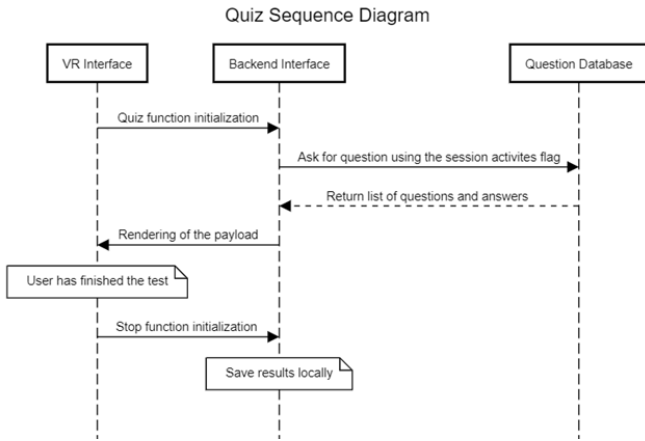 Quiz Sequence Diagram
VR Interface
Backend Interface
Question Database
Quiz function initialization
Ask for question using the session activites flag
Return list of questions and answers
Rendering of the payload
User has finished the test
Stop function initialization
Save results locally